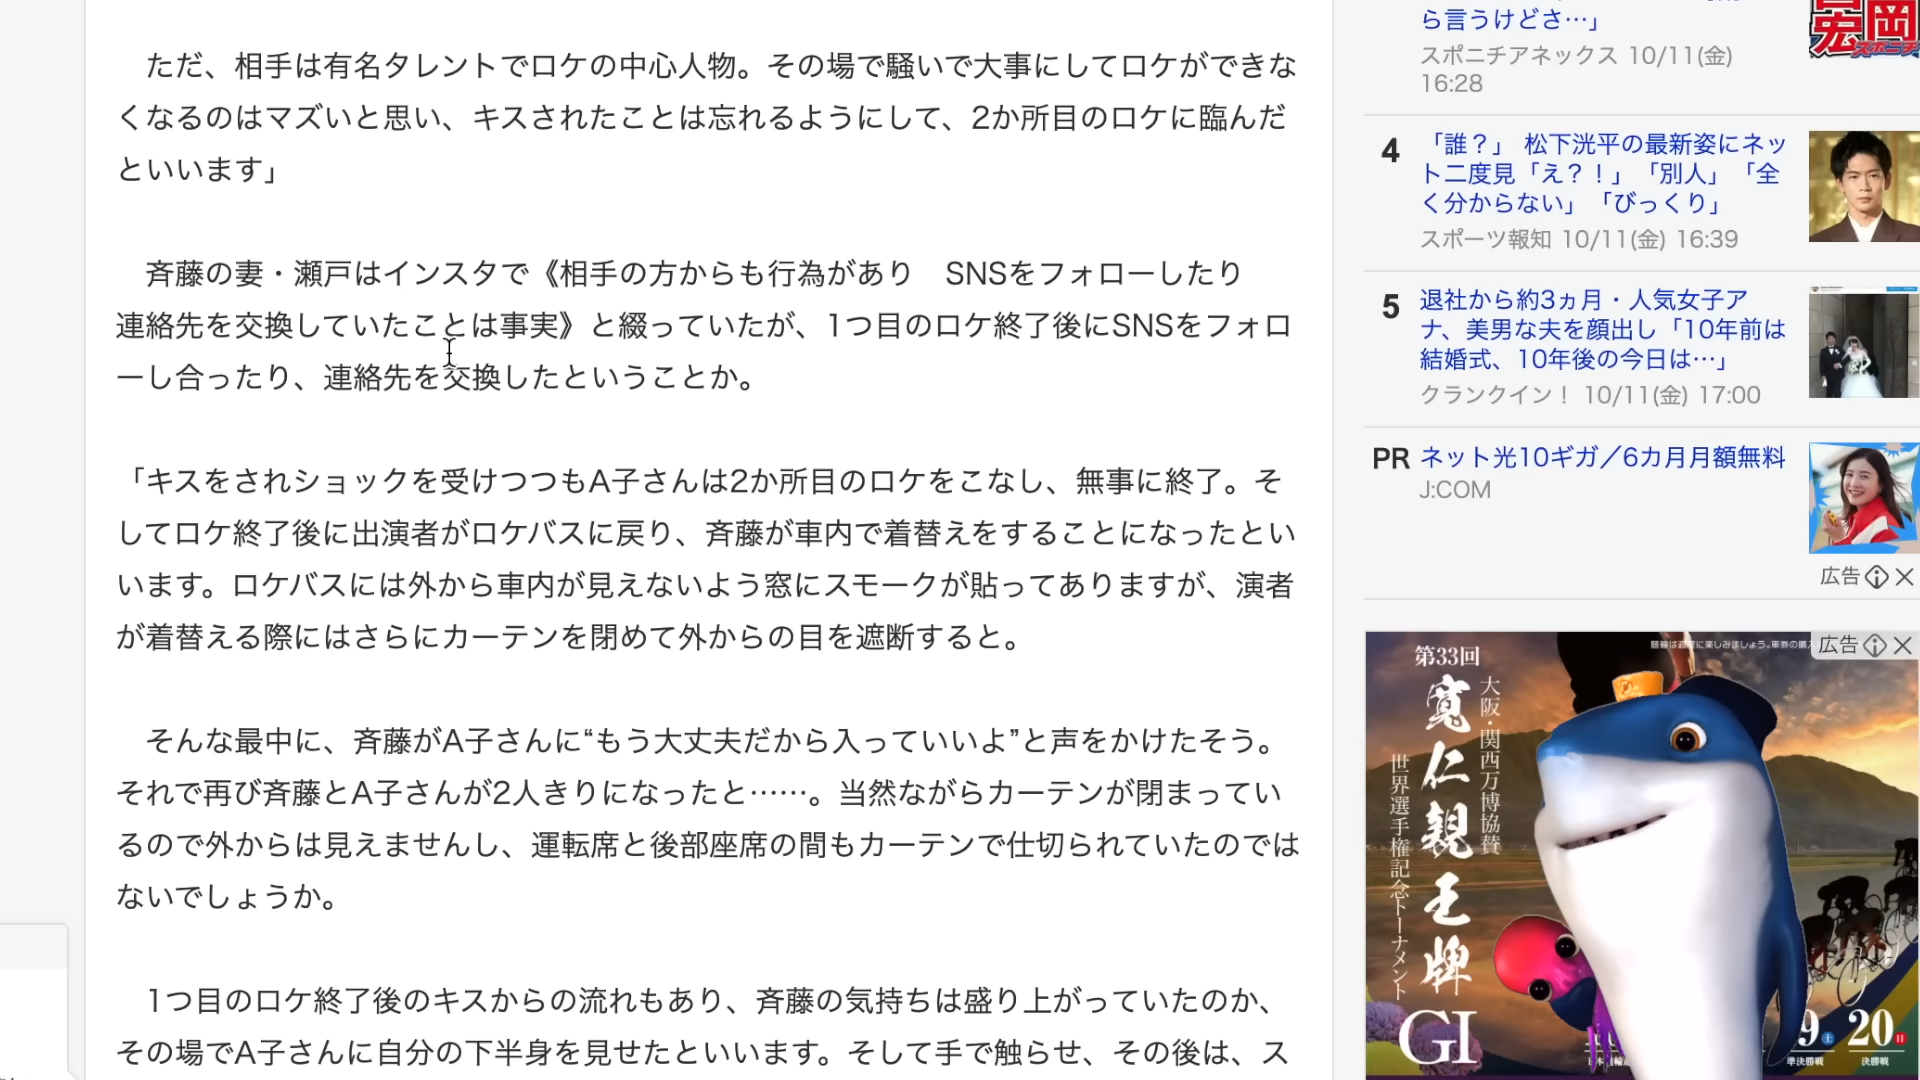 ただ、相手は有名タレントでロケの中心人物。その場で騒いで大事にしてロケができな
くなるのはマズいと思い、キスされたことは忘れるようにして、2か所目のロケに臨んだ
といいます」
斉藤の妻・瀬戸はインスタで《相手の方からも行為があり　SNSをフォローしたり
連絡先を交換していたことは事実》と綴っていたが、1つ目のロケ終了後にSNSをフォロ
ーし合ったり、連絡先を交換したということか。
「キスをされショックを受けつつもA子さんは2か所目のロケをこなし、無事に終了。そ
してロケ終了後に出演者がロケバスに戻り、斉藤が車内で着替えをすることになったとい
います。ロケバスには外から車内が見えないよう窓にスモークが貼ってありますが、演者
が着替える際にはさらにカーテンを閉めて外からの目を遮断すると。
そんな最中に、斉藤がA子さんに“もう大丈夫だから入っていいよ”と声をかけたそう。
それで再び斉藤とA子さんが2人きりになったと……。当然ながらカーテンが閉まってい
るので外からは見えませんし、運転席と後部座席の間もカーテンで仕切られていたのでは
ないでしょうか。
1つ目のロケ終了後のキスからの流れもあり、斉藤の気持ちは盛り上がっていたのか、
その場でA子さんに自分の下半身を見せたといいます。そして手で触らせ、その後は、ス
ら言うけどさ…」
スポニチアネックス 10/11(金)
16:28
4
「誰？」 松下洸平の最新姿にネッ
ト二度見「え？！」「別人」「全
く分からない」「びっくり」
スポーツ報知 10/11(金) 16:39
5
退社から約3ヵ月・人気女子ア
ナ、美男な夫を顔出し「10年前は
結婚式、10年後の今日は…」
クランクイン！ 10/11(金) 17:00
PR
ネット光10ギガ／6カ月月額無料
J:COM
広告
広告
第33回
大阪・関西万博協賛
寛仁親王牌
世界選手権記念トーナメント
GI
9 土
準決勝戦
20 日
決勝戦